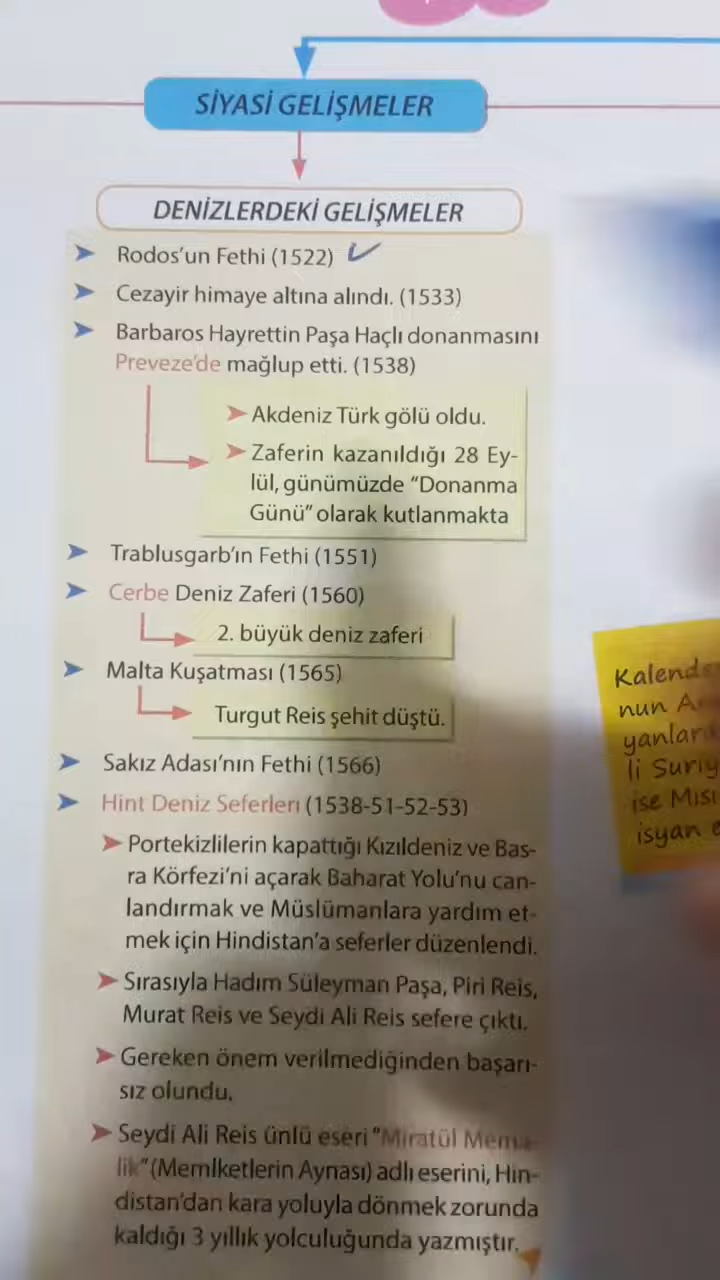 SİYASİ GELİŞMELER
DENİZLERDEKİ GELİŞMELER
Rodos'un Fethi (1522)
Cezayir himaye altına alındı. (1533)
Barbaros Hayrettin Paşa Haçlı donanmasını
Preveze'de mağlup etti. (1538)
Akdeniz Türk gölü oldu.
Zaferin kazanıldığı 28 Ey-
lül, günümüzde "Donanma
Günü" olarak kutlanmakta
Trablusgarb'ın Fethi (1551)
Cerbe Deniz Zaferi (1560)
2. büyük deniz zaferi
Malta Kuşatması (1565)
Turgut Reis şehit düştü.
Sakız Adası'nın Fethi (1566)
Hint Deniz Seferleri (1538-51-52-53)
Portekizlilerin kapattığı Kızıldeniz ve Bas-
ra Körfezi'ni açarak Baharat Yolu'nu can-
landırmak ve Müslümanlara yardım et-
mek için Hindistan'a seferler düzenlendi.
Sırasıyla Hadım Süleyman Paşa, Piri Reis,
Murat Reis ve Seydi Ali Reis sefere çıktı.
Gereken önem verilmediğinden başarı-
sız olundu.
Seydi Ali Reis ünlü eseri "Miratül Mema-
lik" (Memlketlerin Aynası) adlı eserini, Hin-
distan'dan kara yoluyla dönmek zorunda
kaldığı 3 yıllık yolculuğunda yazmıştır.
Kalende
nun
yanlar
li Suriy
ise Mısı
isyan